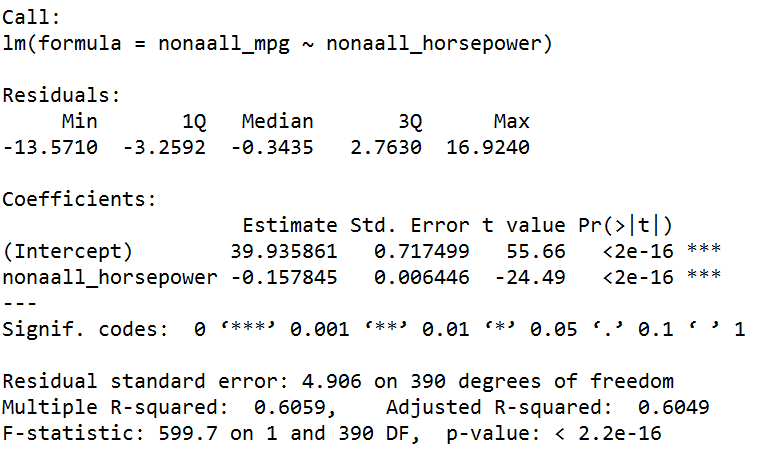 Call:
lm(formula = nonaall_mpg ~ nonaall_horsepower)
Residuals:
     Min       1Q   Median       3Q      Max
-13.5710  -3.2592  -0.3435   2.7630  16.9240
Coefficients:
                    Estimate Std. Error t value Pr(>|t|)
(Intercept)        39.935861   0.717499   55.66   <2e-16 ***
nonaall_horsepower -0.157845   0.006446  -24.49   <2e-16 ***
---
Signif. codes:  0 ‘***’ 0.001 ‘**’ 0.01 ‘*’ 0.05 ‘.’ 0.1 ‘ ’ 1
Residual standard error: 4.906 on 390 degrees of freedom
Multiple R-squared:  0.6059,	Adjusted R-squared:  0.6049
F-statistic: 599.7 on 1 and 390 DF,  p-value: < 2.2e-16